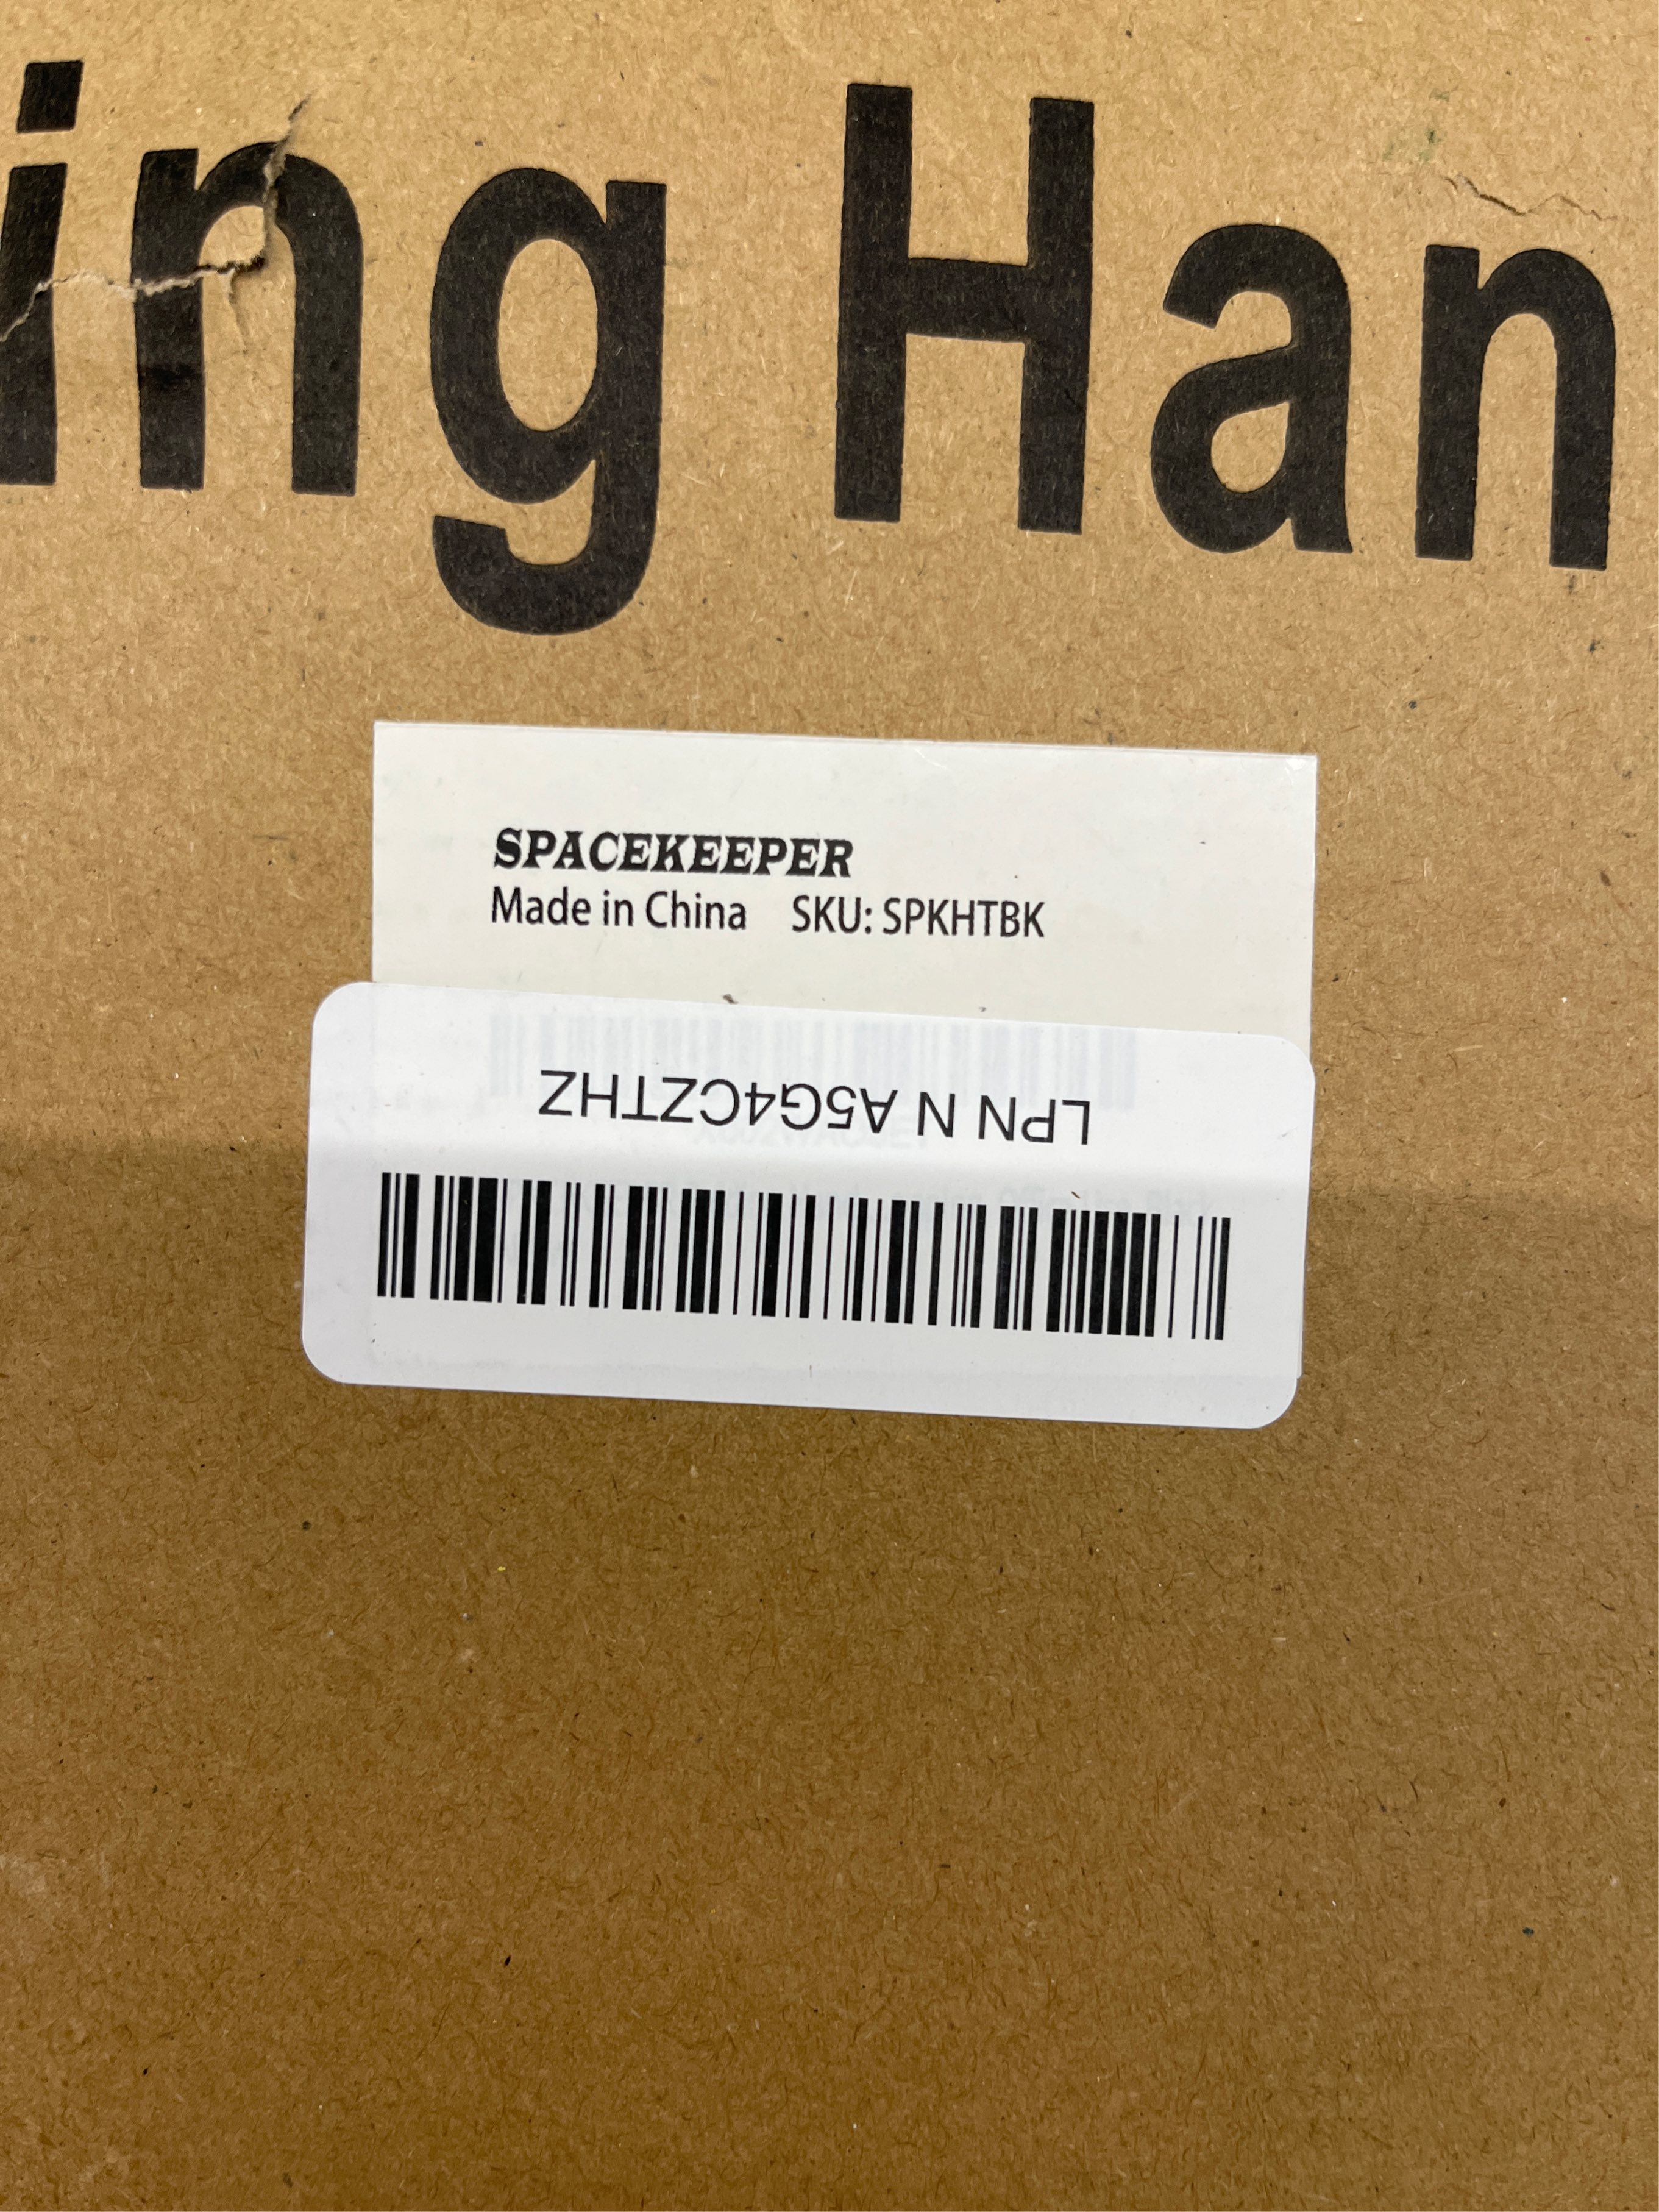 ing Han
SPACEKEEPER
Made in China SKU: SPKHTBK
LPN N A5G4CZTHZ